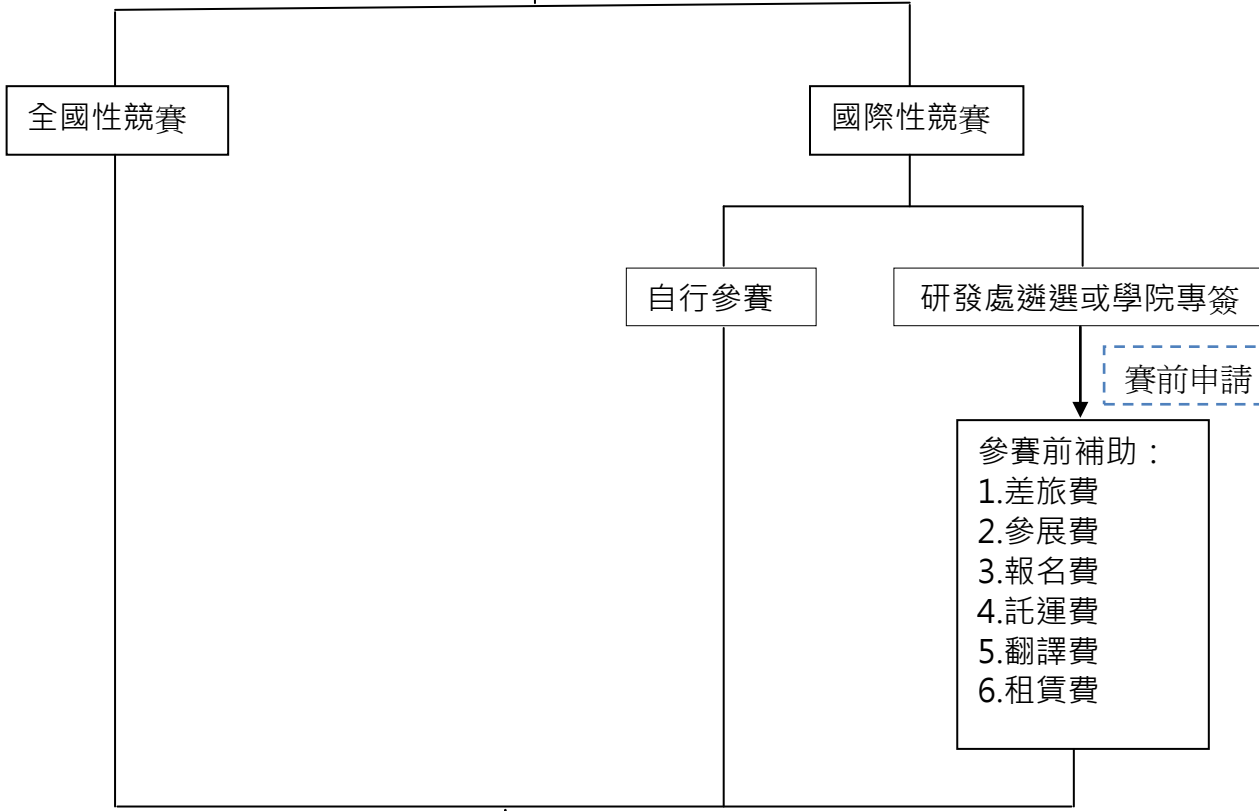 全國性競賽
國際性競賽
自行參賽
研發處遴選或學院專簽
賽前申請
參賽前補助：
1.差旅費
2.參展費
3.報名費
4.託運費
5.翻譯費
6.租賃費